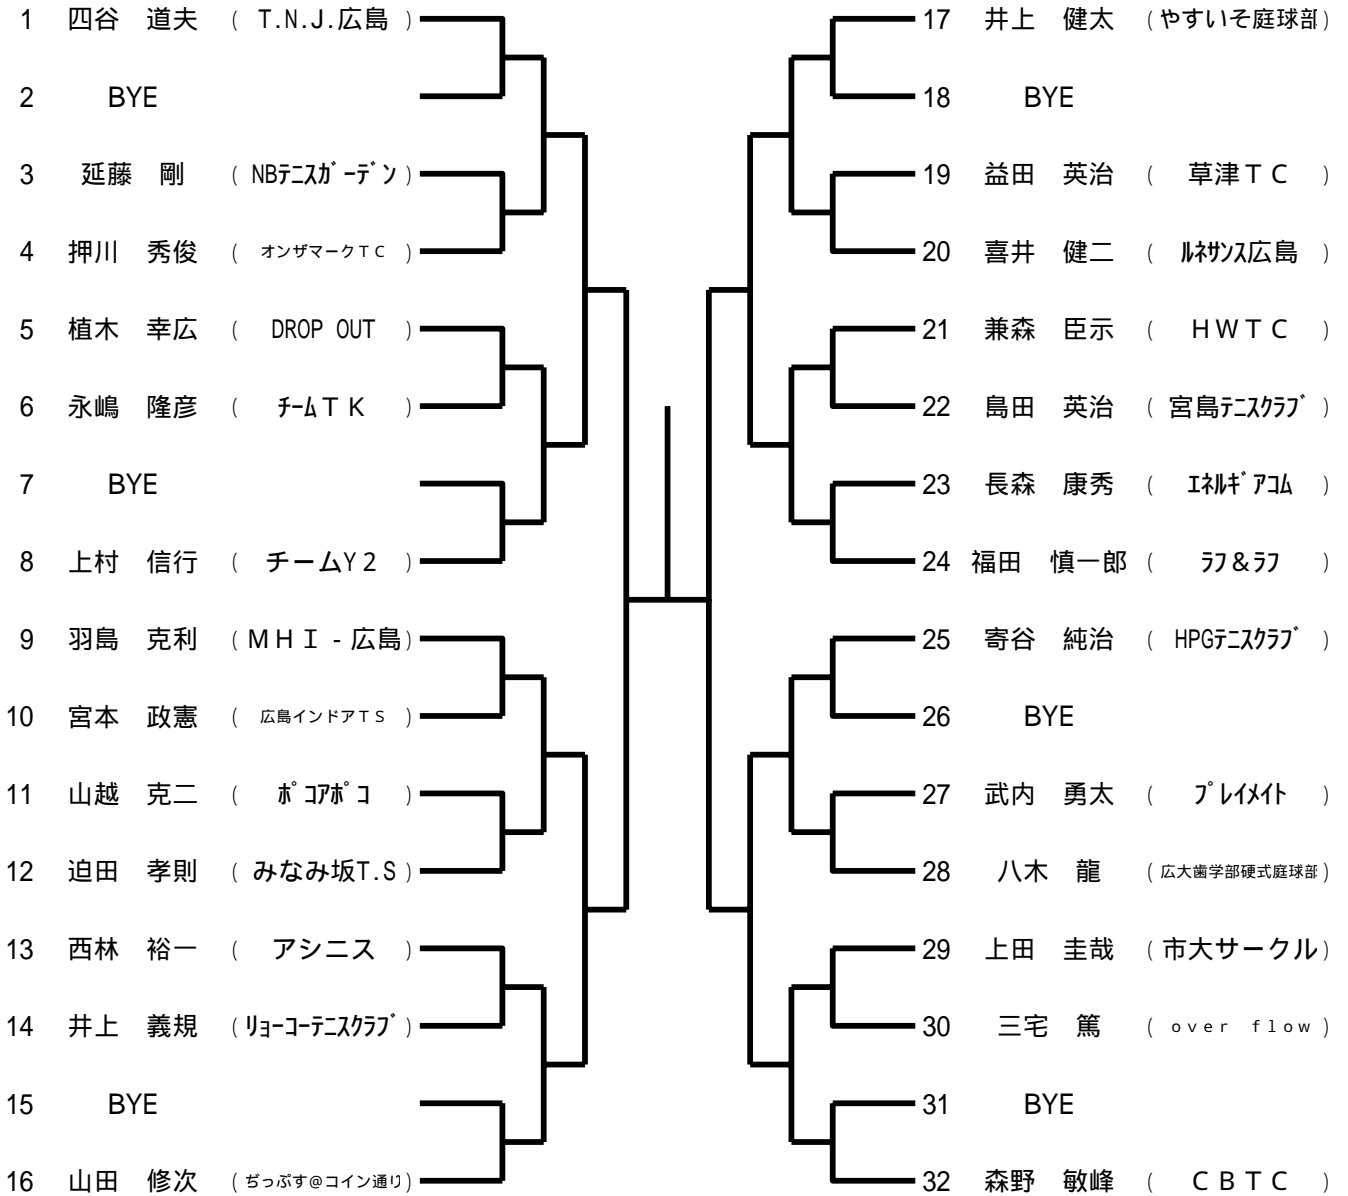 1 四谷 道夫 ( T.N.J.広島 )
2 BYE
3 延藤 剛 ( NBﾃﾆｽｶﾞｰﾃﾞﾝ )
4 押川 秀俊 ( オンザマークＴＣ )
5 植木 幸広 ( DROP OUT )
6 永嶋 隆彦 ( ﾁｰﾑＴＫ )
7 BYE
8 上村 信行 ( チームY２ )
9 羽島 克利 ( ＭＨＩ‐広島 )
10 宮本 政憲 ( 広島インドアＴＳ )
11 山越 克二 ( ﾎﾟｺｱﾎﾟｺ )
12 迫田 孝則 ( みなみ坂T.S )
13 西林 裕一 ( アシニス )
14 井上 義規 ( ﾘｮｰｺｰﾃﾆｽｸﾗﾌﾞ )
15 BYE
16 山田 修次 ( ぢっぷす＠コイン通り )
17 井上 健太 ( やすいそ庭球部 )
18 BYE
19 益田 英治 ( 草津ＴＣ )
20 喜井 健二 ( ﾙﾈｻﾝｽ広島 )
21 兼森 臣示 ( ＨＷＴＣ )
22 島田 英治 ( 宮島ﾃﾆｽｸﾗﾌﾞ )
23 長森 康秀 ( ｴﾈﾙｷﾞｱｺﾑ )
24 福田 慎一郎 ( ﾗﾌ＆ﾗﾌ )
25 寄谷 純治 ( HPGﾃﾆｽｸﾗﾌﾞ )
26 BYE
27 武内 勇太 ( ﾌﾟﾚｲﾒｲﾄ )
28 八木 龍 ( 広大歯学部硬式庭球部 )
29 上田 圭哉 ( 市大サークル )
30 三宅 篤 ( ｏｖｅｒ ｆｌｏｗ )
31 BYE
32 森野 敏峰 ( ＣＢＴＣ )